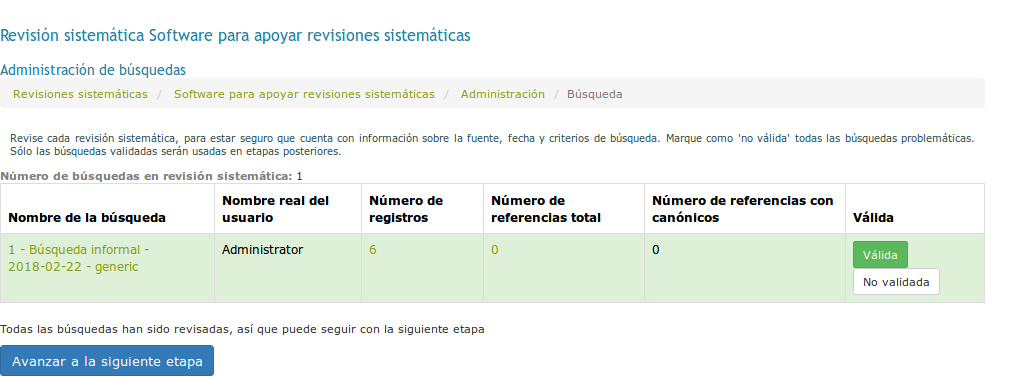 Revisión sistemática Software para apoyar revisiones sistemáticas
Administración de búsquedas
Revisiones sistemáticas / Software para apoyar revisiones sistemáticas / Administración / Búsqueda
Revise cada revisión sistemática, para estar seguro que cuenta con información sobre la fuente, fecha y criterios de búsqueda. Marque como 'no válida' todas las búsquedas problemáticas.
Sólo las búsquedas validadas serán usadas en etapas posteriores.
Número de búsquedas en revisión sistemática: 1
Nombre de la búsqueda
Nombre real del
usuario
Número de
registros
Número de
referencias total
Número de referencias con
canónicos
Válida
1 - Búsqueda informal -
2018-02-22 - generic
Administrator
6
0
0
Válida
No validada
Todas las búsquedas han sido revisadas, así que puede seguir con la siguiente etapa
Avanzar a la siguiente etapa